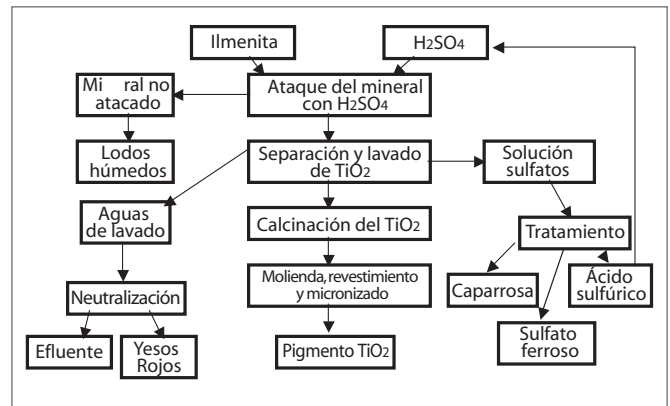 Ilmenita
H2SO4
Mi ral no
atacado
Ataque del mineral
con H2SO4
Lodos
húmedos
Separación y lavado
de TiO2
Solución
sulfatos
Aguas
de lavado
Calcinación del TiO2
Tratamiento
Neutralización
Molienda, revestimiento
y micronizado
Caparrosa
Ácido
sulfúrico
Efluente
Yesos
Rojos
Pigmento TiO2
Sulfato
ferroso